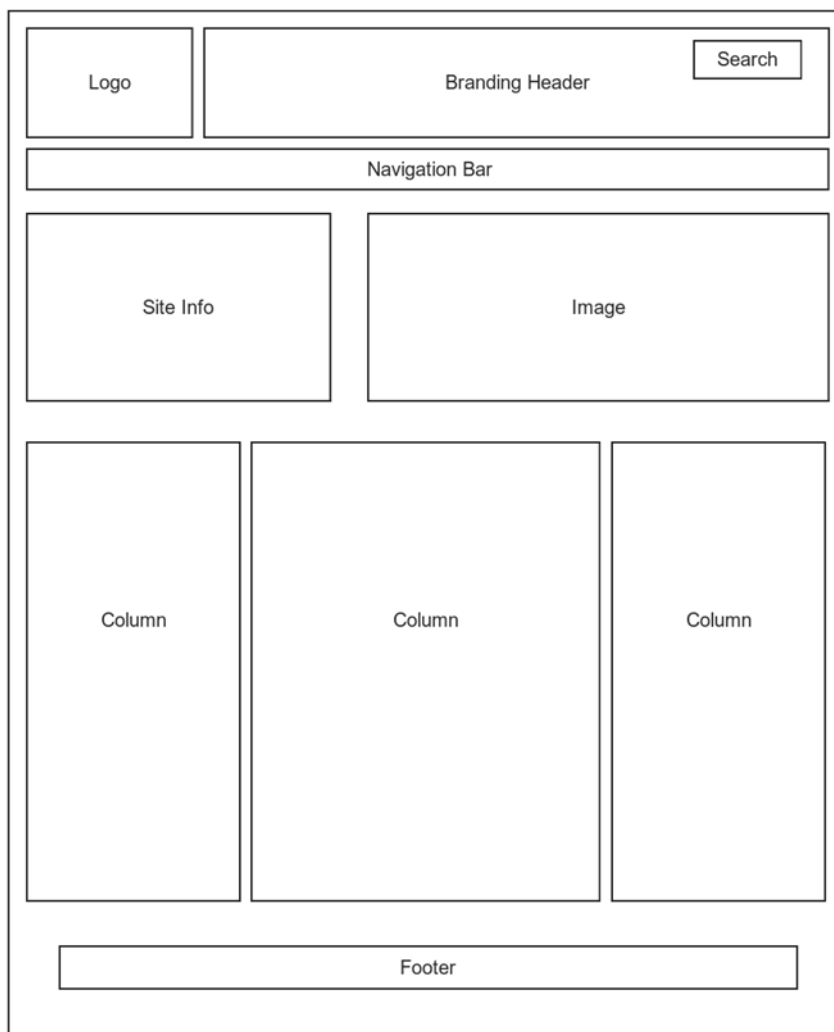 Logo
Branding Header
Search
Navigation Bar
Site Info
Image
Column
Column
Column
Footer